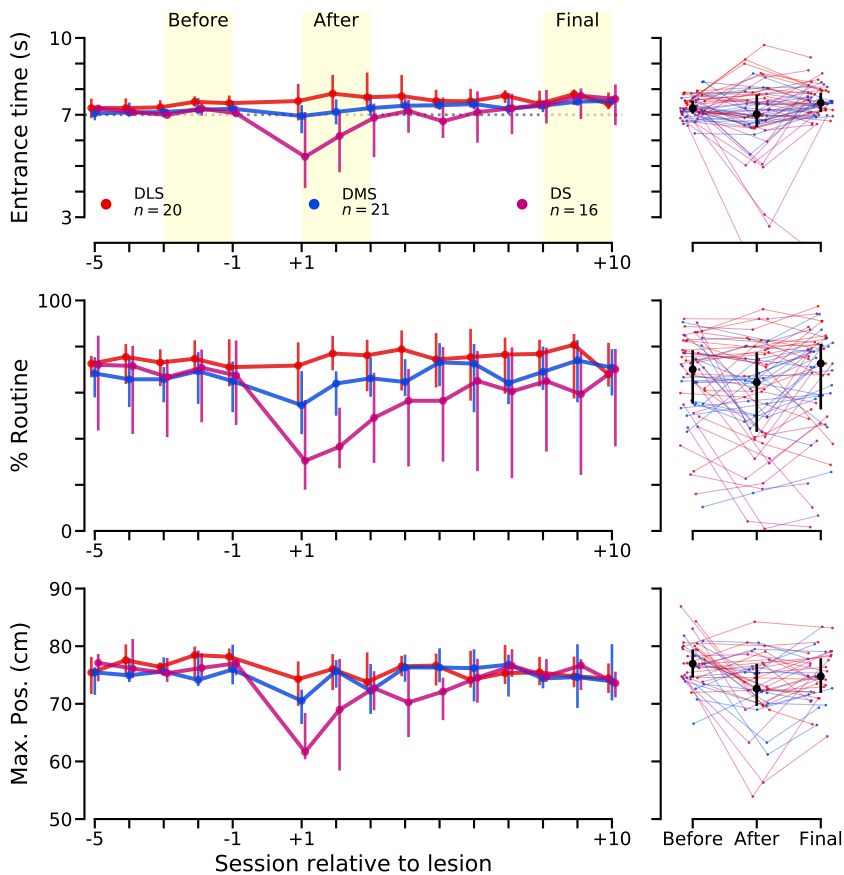 Before After Final
Entrance time (s)
10
7
3
DLS
n = 20
DMS
n = 21
DS
n = 16
-5 -1 +1 +10
% Routine
100
0
-5 -1 +1 +10
Max. Pos. (cm)
90
80
70
60
50
-5 -1 +1 +10
Before After Final
Session relative to lesion